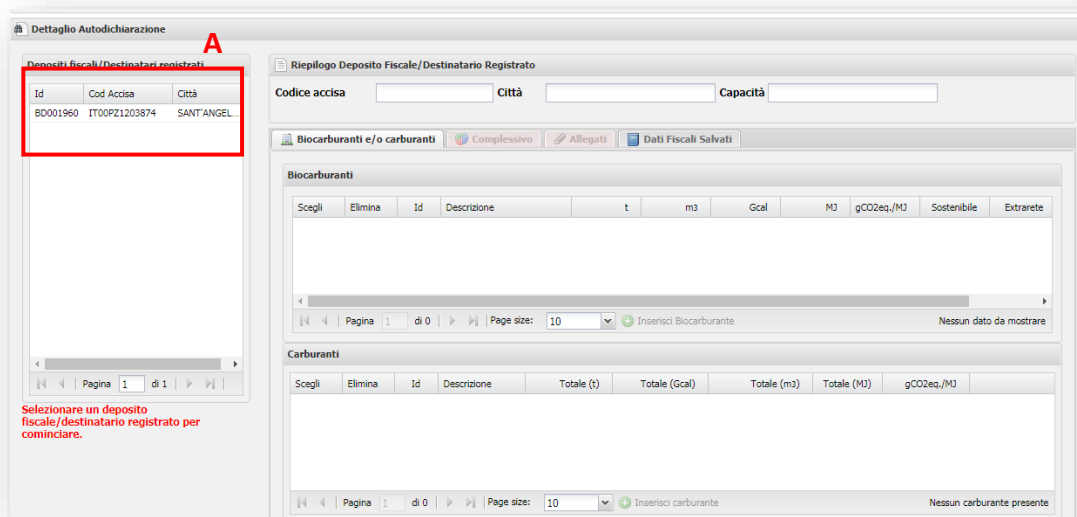 Dettaglio Autodichiarazione
A
Depositi fiscali/Destinatari registrati
Id Cod Accisa Città
BD001960 IT00PZ1203874 SANT'ANGEL...
Pagina 1 di 1
Selezionare un deposito
fiscale/destinatario registrato per
cominciare.
Riepilogo Deposito Fiscale/Destinatario Registrato
Codice accisa Città Capacità
Biocarburanti e/o carburanti Complessivo Allegati Dati Fiscali Salvati
Biocarburanti
Scegli Elimina Id Descrizione t m3 Gcal MJ gCO2eq./MJ Sostenibile Extrarete
Pagina 1 di 0 Page size: 10 Inserisci Biocarburante Nessun dato da mostrare
Carburanti
Scegli Elimina Id Descrizione Totale (t) Totale (Gcal) Totale (m3) Totale (MJ) gCO2eq./MJ
Pagina 1 di 0 Page size: 10 Inserisci carburante Nessun carburante presente